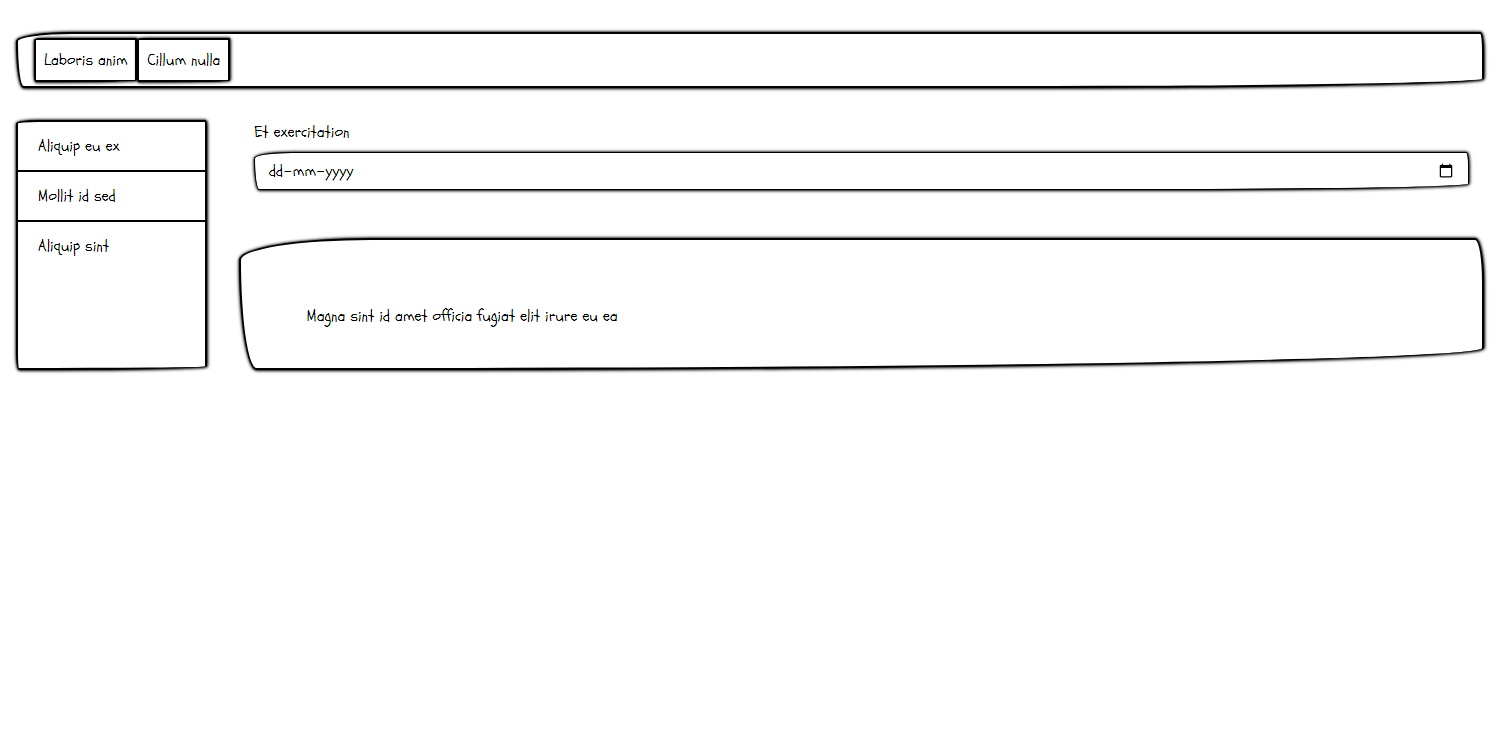 Laboris anim Cillum nulla
Aliquip eu ex
Mollit id sed
Aliquip sint
Et exercitation
dd-mm-yyyy
Magna sint id amet officia fugiat elit irure eu ea